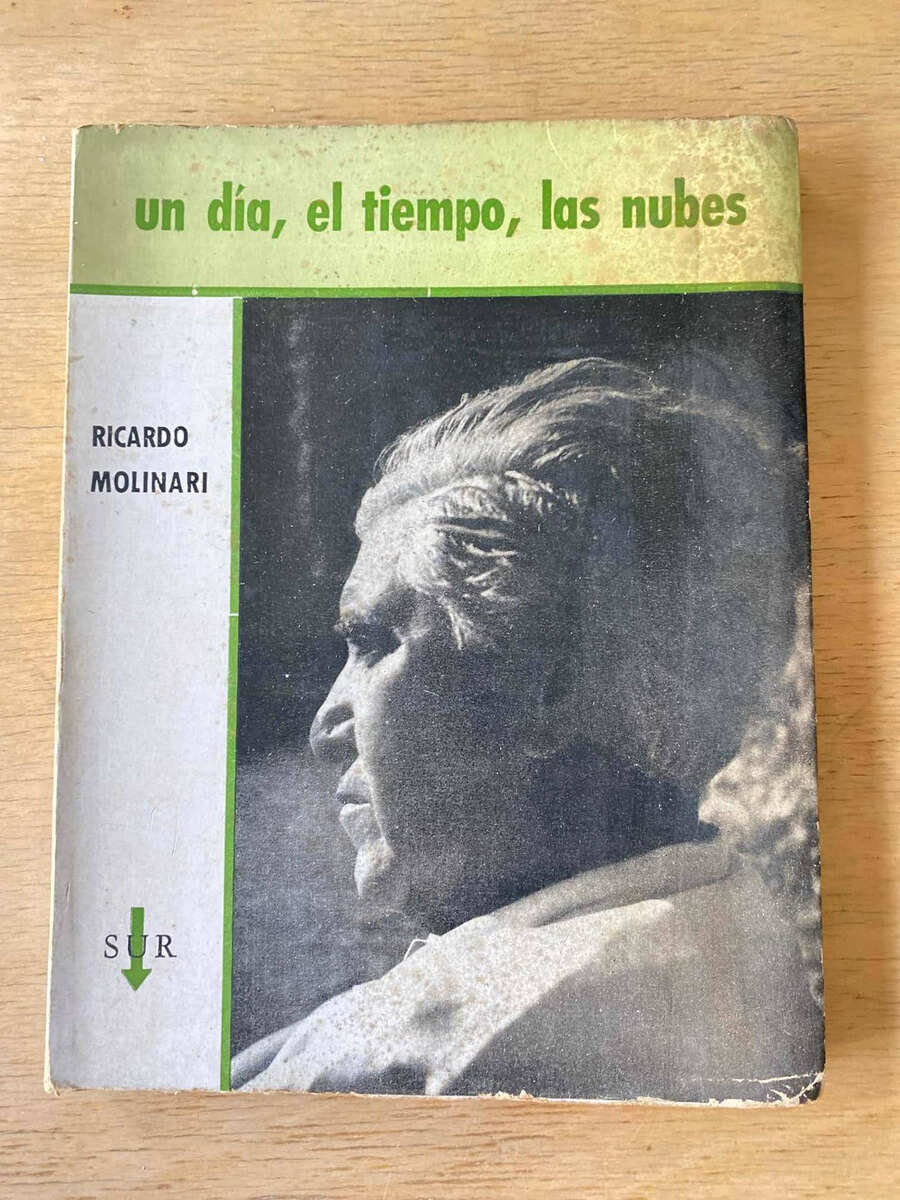 un día, el tiempo, las nubes
RICARDO
MOLINARI
SUR